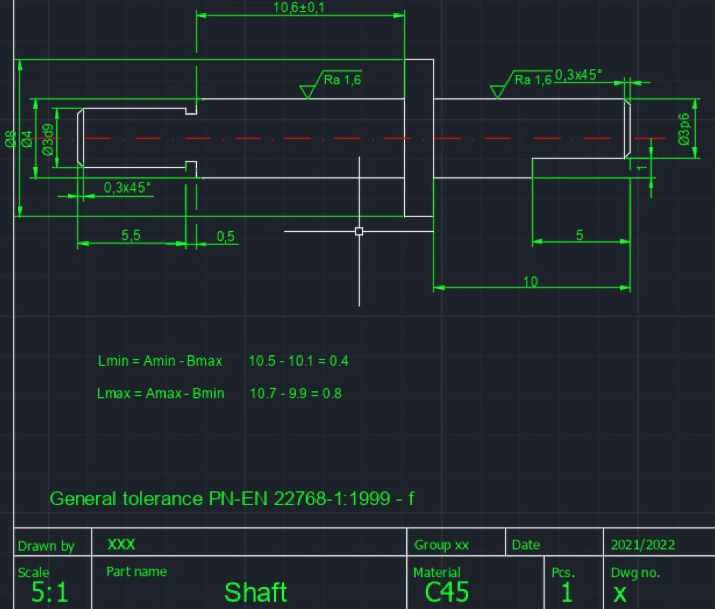 10,6±0,1
Ra 1,6
Ra 1,6
0,3x45°
Ø8
Ø4
Ø3d9
Ø3p6
1
0,3x45°
5,5
0,5
5
10
Lmin = Amin - Bmax 10.5 - 10.1 = 0.4
Lmax = Amax - Bmin 10.7 - 9.9 = 0.8
General tolerance PN-EN 22768-1:1999 - f
Drawn by XXX Group xx Date 2021/2022
Scale Part name Material Pcs. Dwg no.
5:1 Shaft C45 1 x